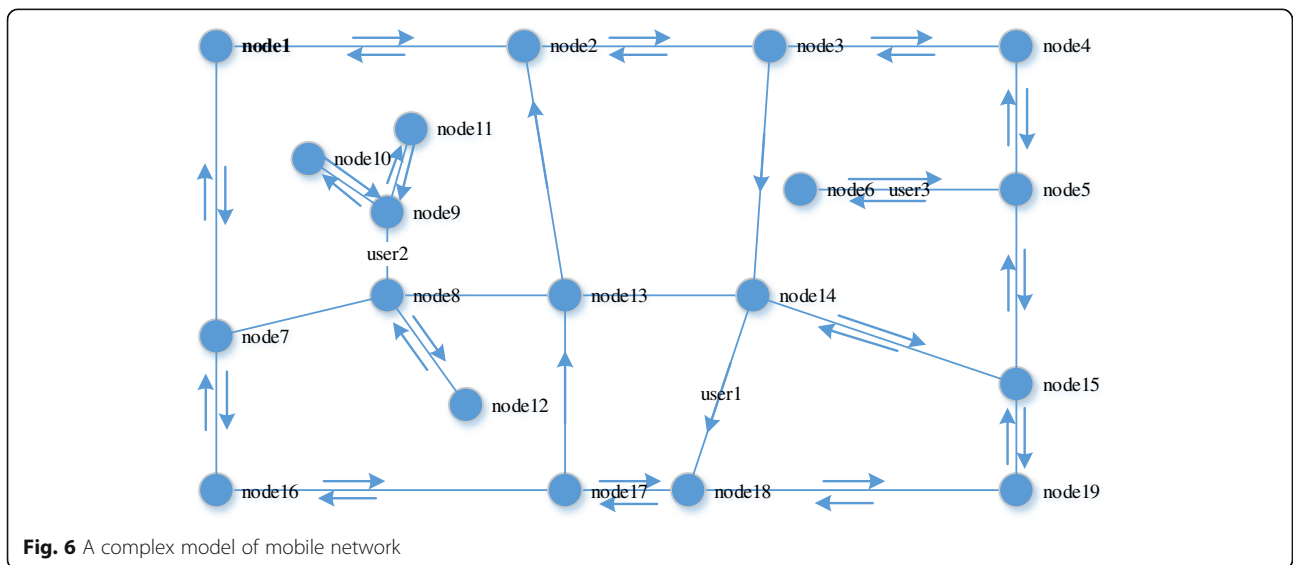 node1
node2
node3
node4
node11
node10
node6 user3
node5
node9
user2
node8
node13
node14
node7
node15
user1
node12
node16
node17
node18
node19
Fig. 6 A complex model of mobile network